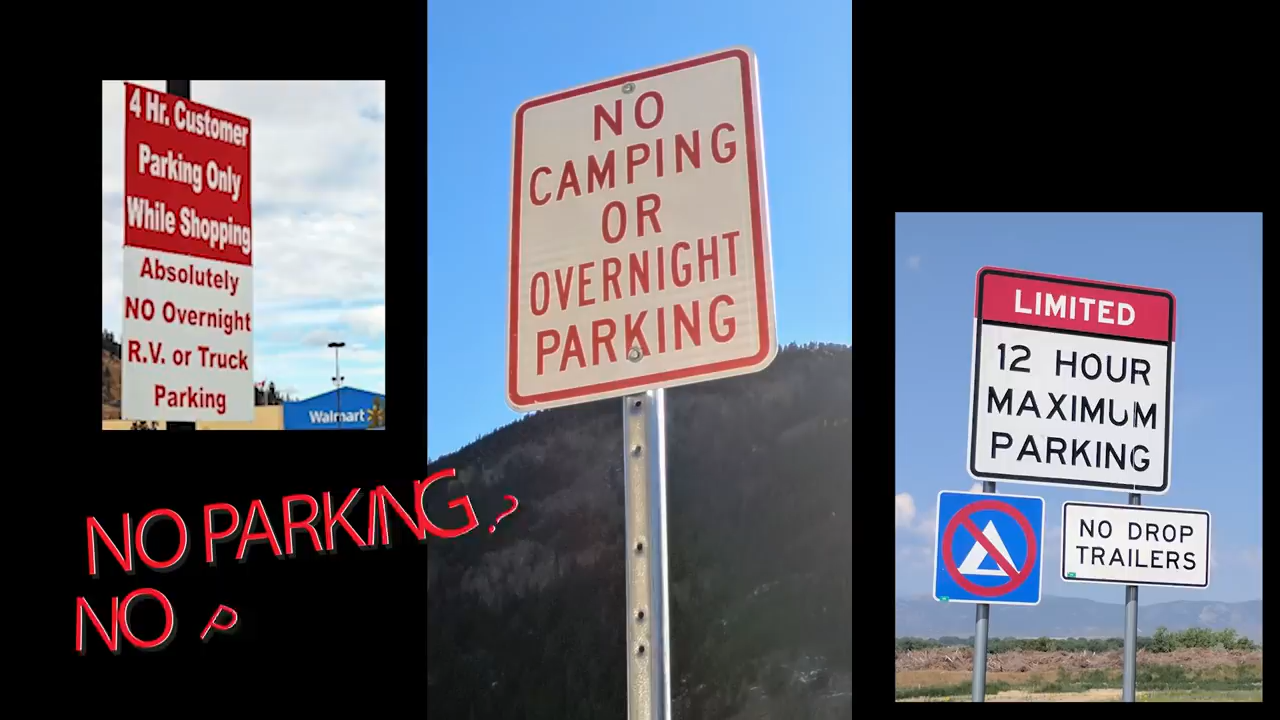 4 Hr. Customer
Parking Only
While Shopping
Absolutely
NO Overnight
R.V. or Truck
Parking
Walmart
NO
CAMPING
OR
OVERNIGHT
PARKING
LIMITED
12 HOUR
MAXIMUM
PARKING
NO DROP
TRAILERS
NO PARKING?
NO P